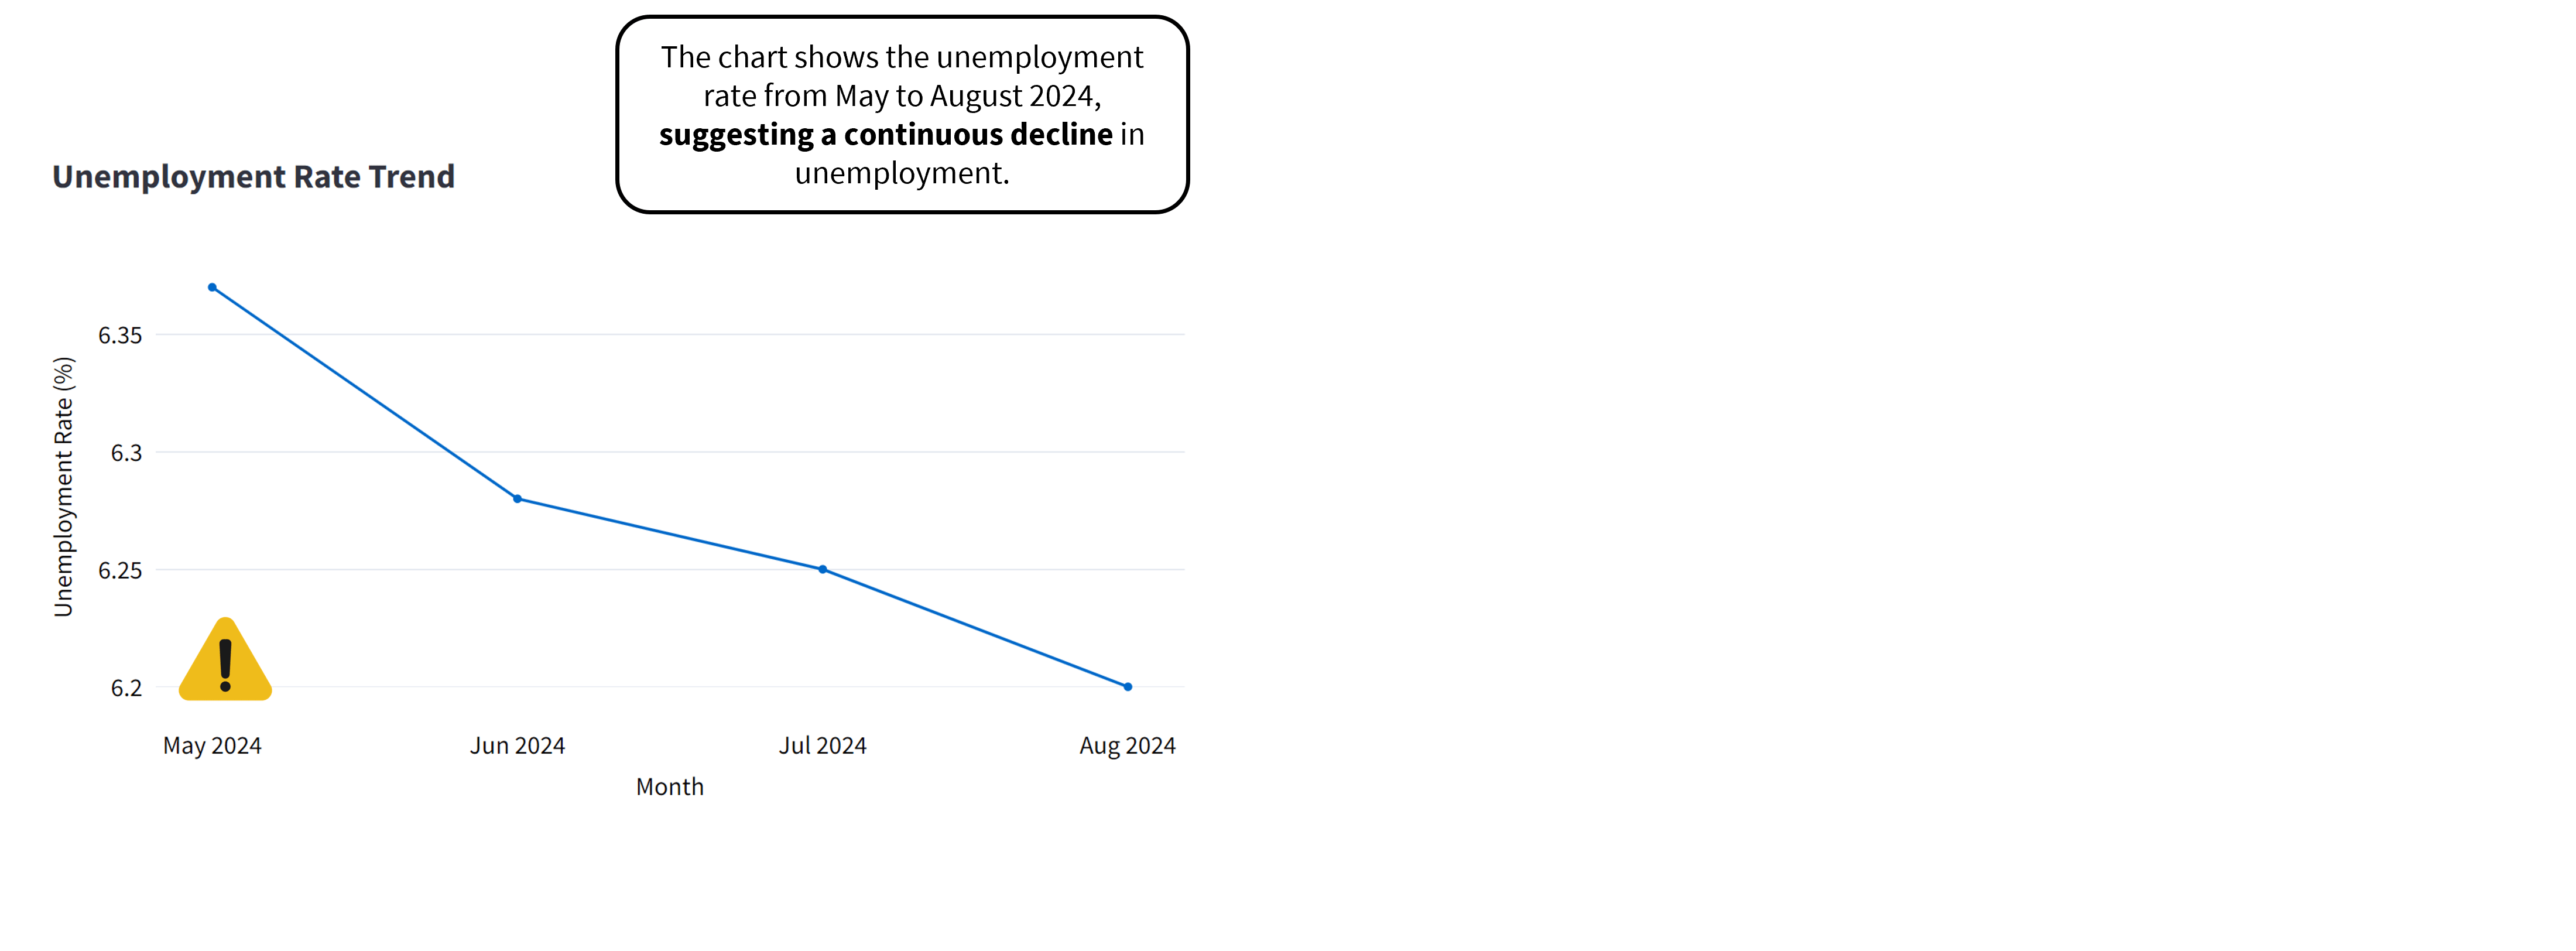 The chart shows the unemployment
rate from May to August 2024,
suggesting a continuous decline in
unemployment.
Unemployment Rate Trend
Unemployment Rate (%)
6.35
6.3
6.25
6.2
May 2024
Jun 2024
Jul 2024
Aug 2024
Month